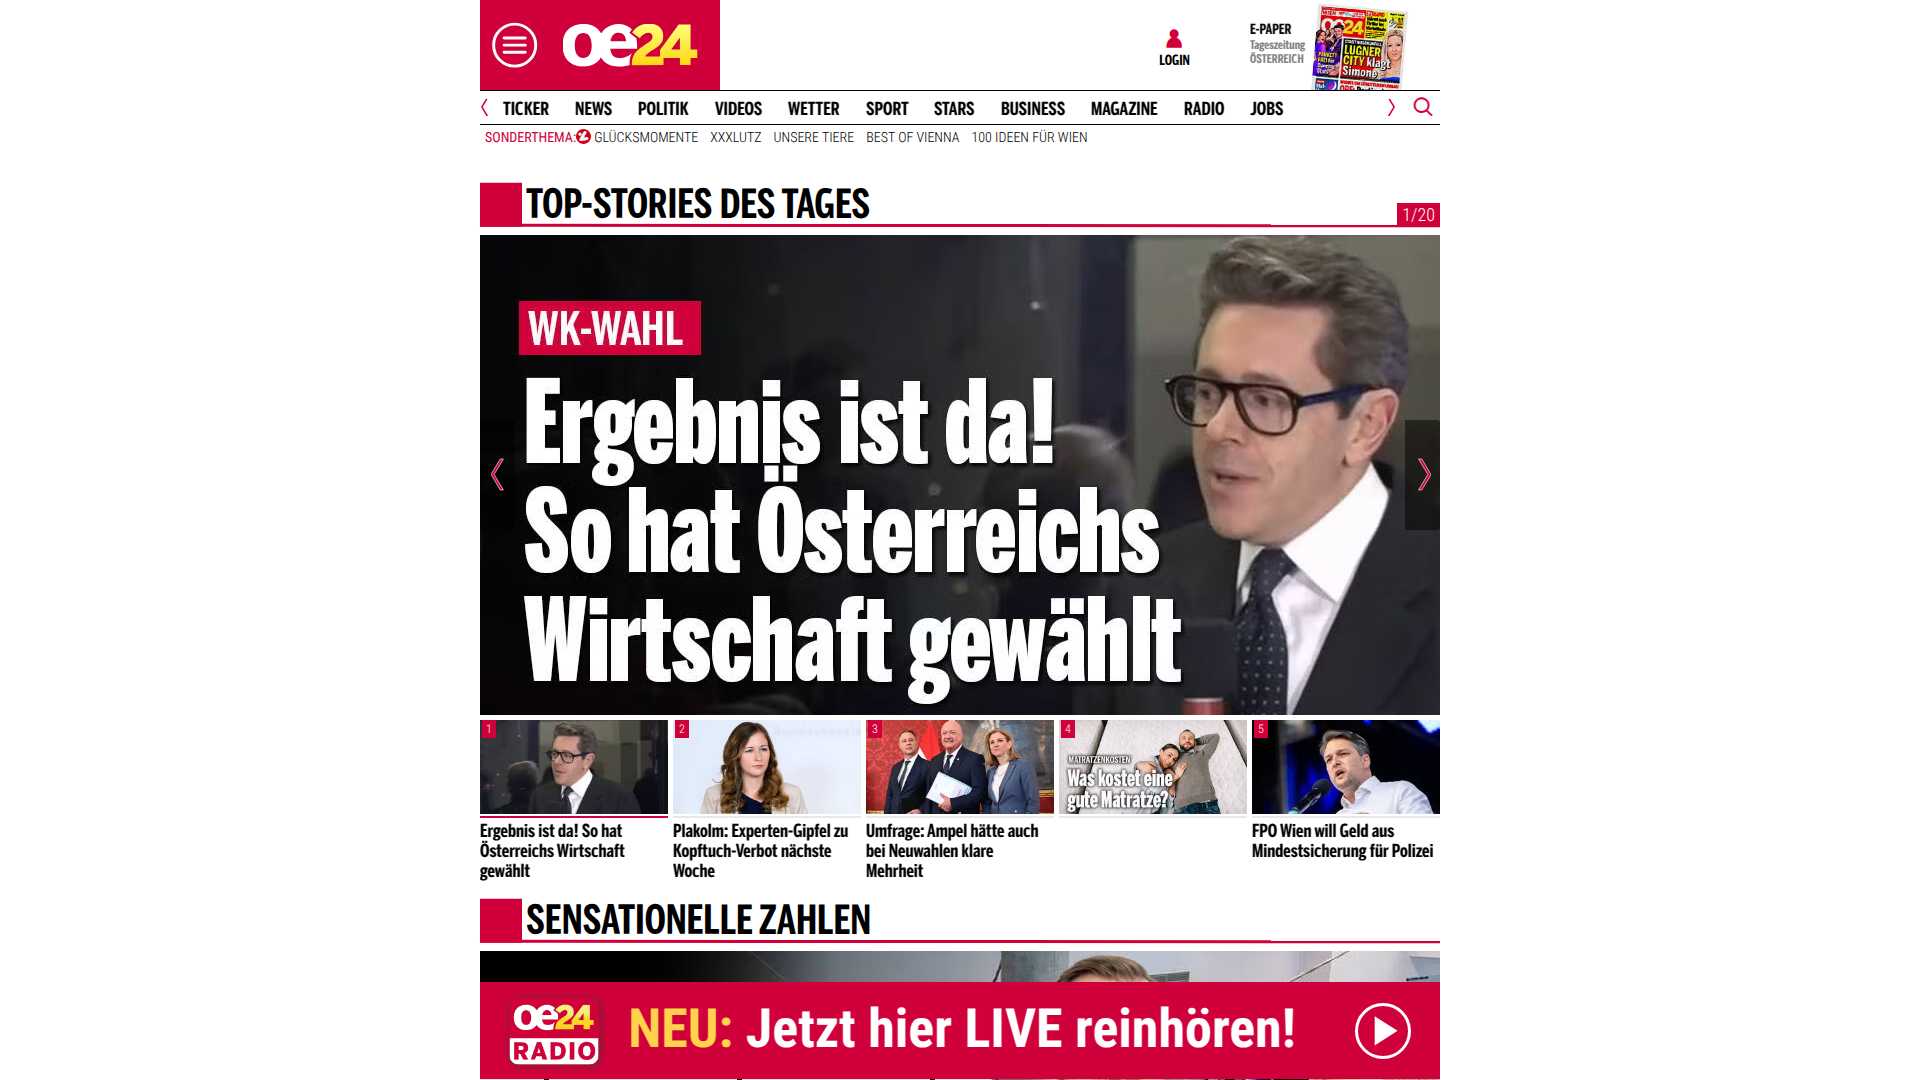 oe24
LOGIN
E-PAPER
Tageszeitung
ÖSTERREICH
oe24
LUGNER
CITY klagt
Simone
TICKER NEWS POLITIK VIDEOS WETTER SPORT STARS BUSINESS MAGAZINE RADIO JOBS
SONDERTHEMA: GLÜCKSMOMENTE XXXLUTZ UNSERE TIERE BEST OF VIENNA 100 IDEEN FÜR WIEN
TOP-STORIES DES TAGES
1/20
WK-WAHL
Ergebnis ist da!
So hat Österreichs
Wirtschaft gewählt
1
2
3
4
5
MATRATZENKOSTEN
Was kostet eine
gute Matratze?
Ergebnis ist da! So hat
Österreichs Wirtschaft
gewählt
Plakolm: Experten-Gipfel zu
Kopftuch-Verbot nächste
Woche
Umfrage: Ampel hätte auch
bei Neuwahlen klare
Mehrheit
FPÖ Wien will Geld aus
Mindestsicherung für Polizei
SENSATIONELLE ZAHLEN
oe24
RADIO
NEU: Jetzt hier LIVE reinhören!